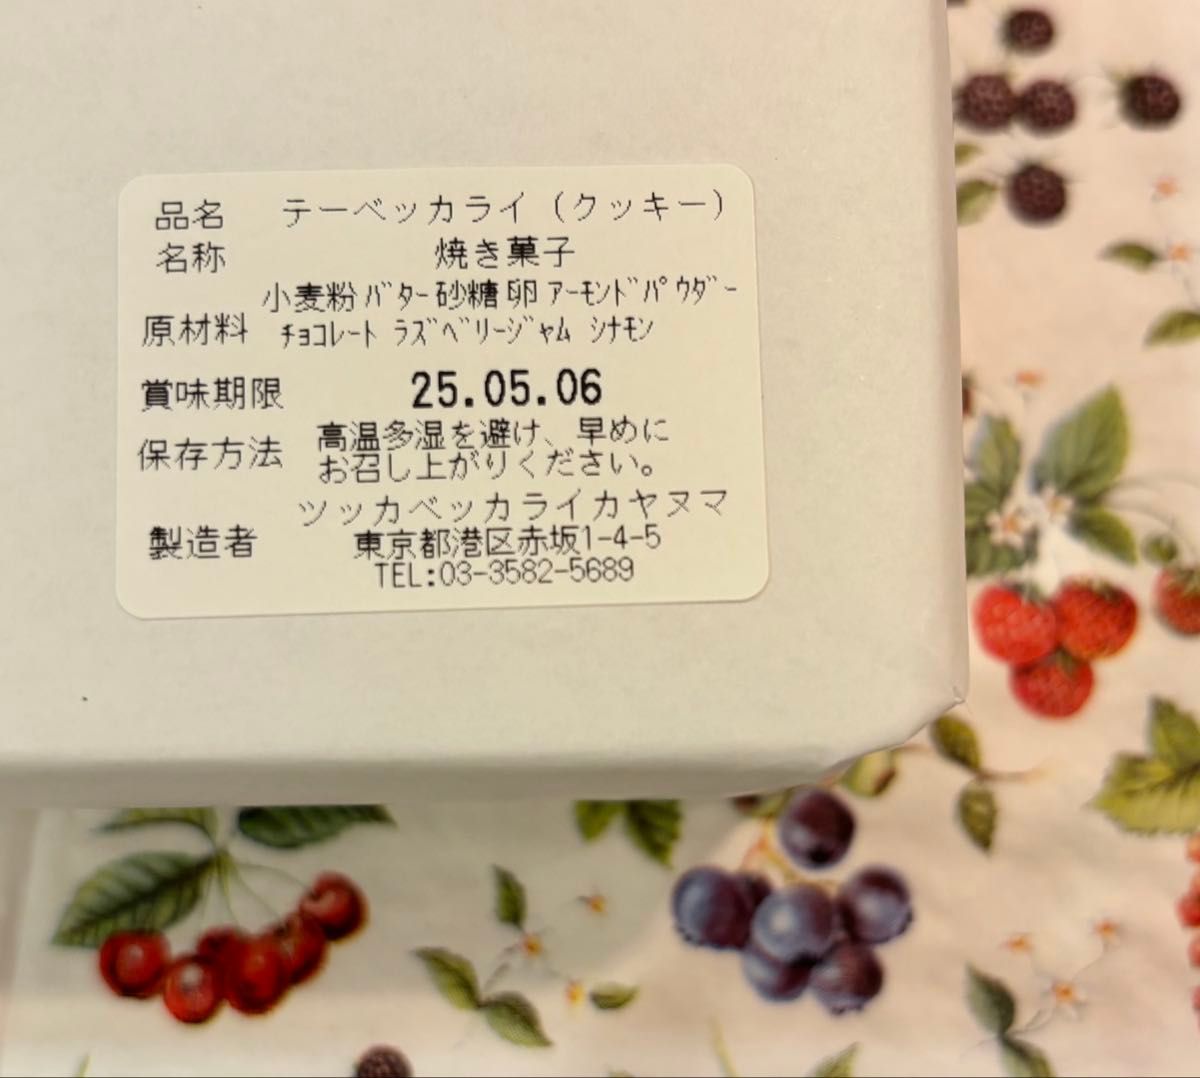 品名 テーベッカライ（クッキー）
名称 焼き菓子
小麦粉 ﾊﾞﾀｰ 砂糖 卵 ｱｰﾓﾝﾄﾞﾊﾟｳﾀﾞｰ
原材料 ﾁｮｺﾚｰﾄ ﾗｽﾞﾍﾞﾘｰｼﾞｬﾑ ｼﾅﾓﾝ
賞味期限 25.05.06
保存方法 高温多湿を避け、早めに
お召し上がりください。
ツッカベッカライカヤヌマ
製造者 東京都港区赤坂1-4-5
TEL:03-3582-5689